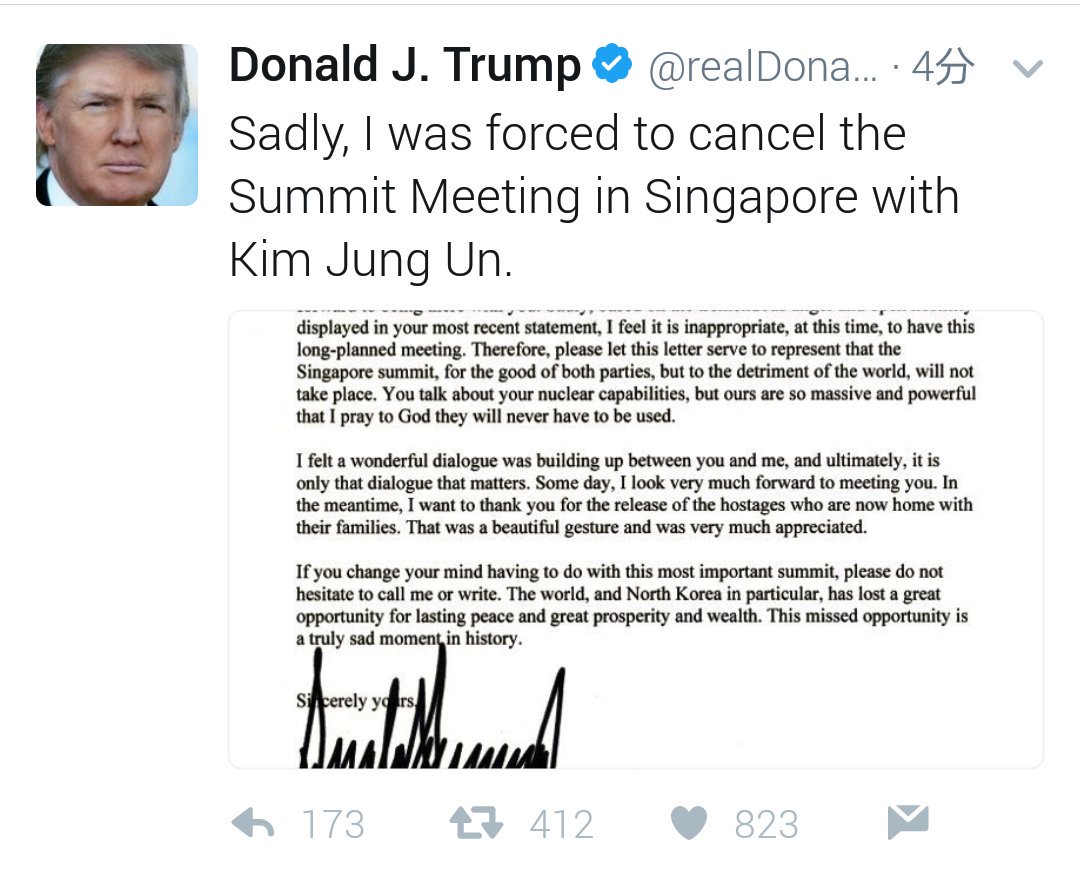 Donald J. Trump @realDona... · 4分
Sadly, I was forced to cancel the
Summit Meeting in Singapore with
Kim Jung Un.
displayed in your most recent statement, I feel it is inappropriate, at this time, to have this
long-planned meeting. Therefore, please let this letter serve to represent that the
Singapore summit, for the good of both parties, but to the detriment of the world, will not
take place. You talk about your nuclear capabilities, but ours are so massive and powerful
that I pray to God they will never have to be used.
I felt a wonderful dialogue was building up between you and me, and ultimately, it is
only that dialogue that matters. Some day, I look very much forward to meeting you. In
the meantime, I want to thank you for the release of the hostages who are now home with
their families. That was a beautiful gesture and was very much appreciated.
If you change your mind having to do with this most important summit, please do not
hesitate to call me or write. The world, and North Korea in particular, has lost a great
opportunity for lasting peace and great prosperity and wealth. This missed opportunity is
a truly sad moment in history.
Sincerely yours,
173 412 823